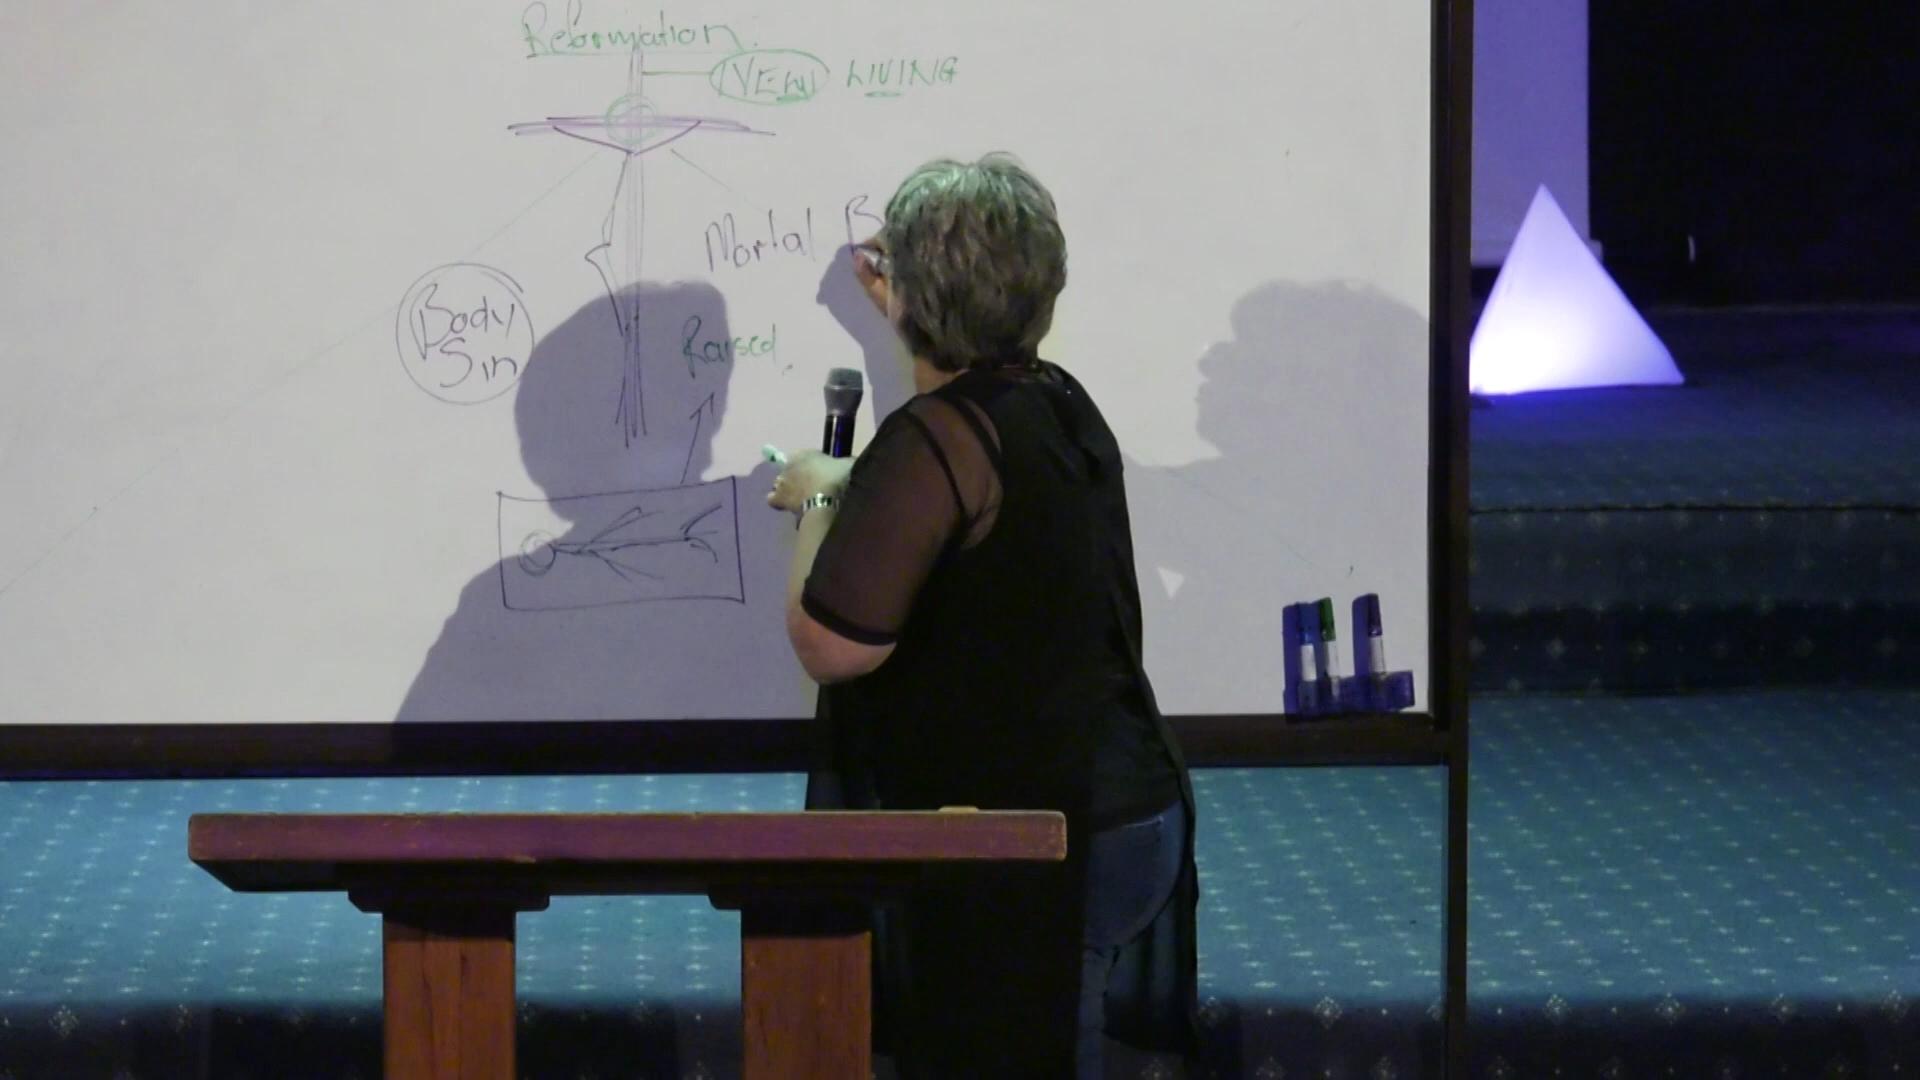 Reformation.
NEW LIVING
Mortal B
Body
Sin
Raised.